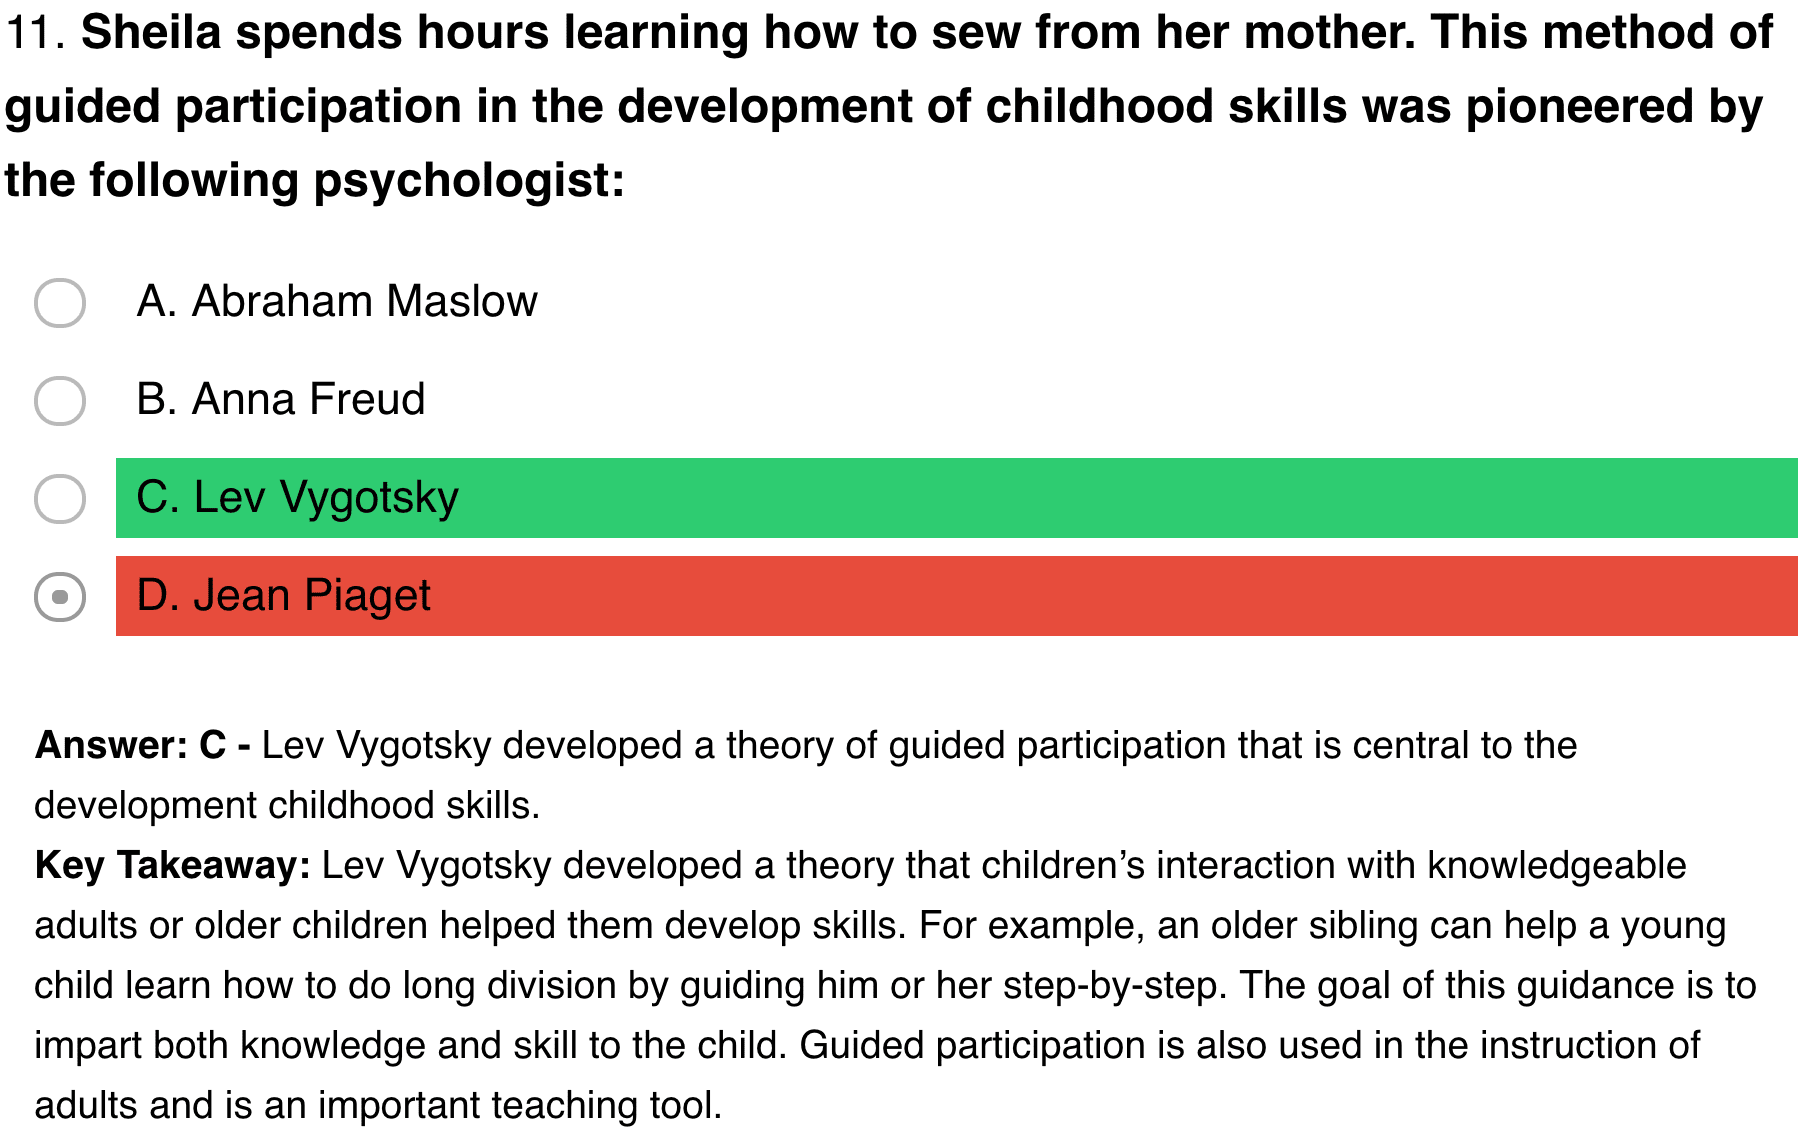 11. Sheila spends hours learning how to sew from her mother. This method of
guided participation in the development of childhood skills was pioneered by
the following psychologist:
A. Abraham Maslow
B. Anna Freud
C. Lev Vygotsky
D. Jean Piaget
Answer: C - Lev Vygotsky developed a theory of guided participation that is central to the
development childhood skills.
Key Takeaway: Lev Vygotsky developed a theory that children’s interaction with knowledgeable
adults or older children helped them develop skills. For example, an older sibling can help a young
child learn how to do long division by guiding him or her step-by-step. The goal of this guidance is to
impart both knowledge and skill to the child. Guided participation is also used in the instruction of
adults and is an important teaching tool.